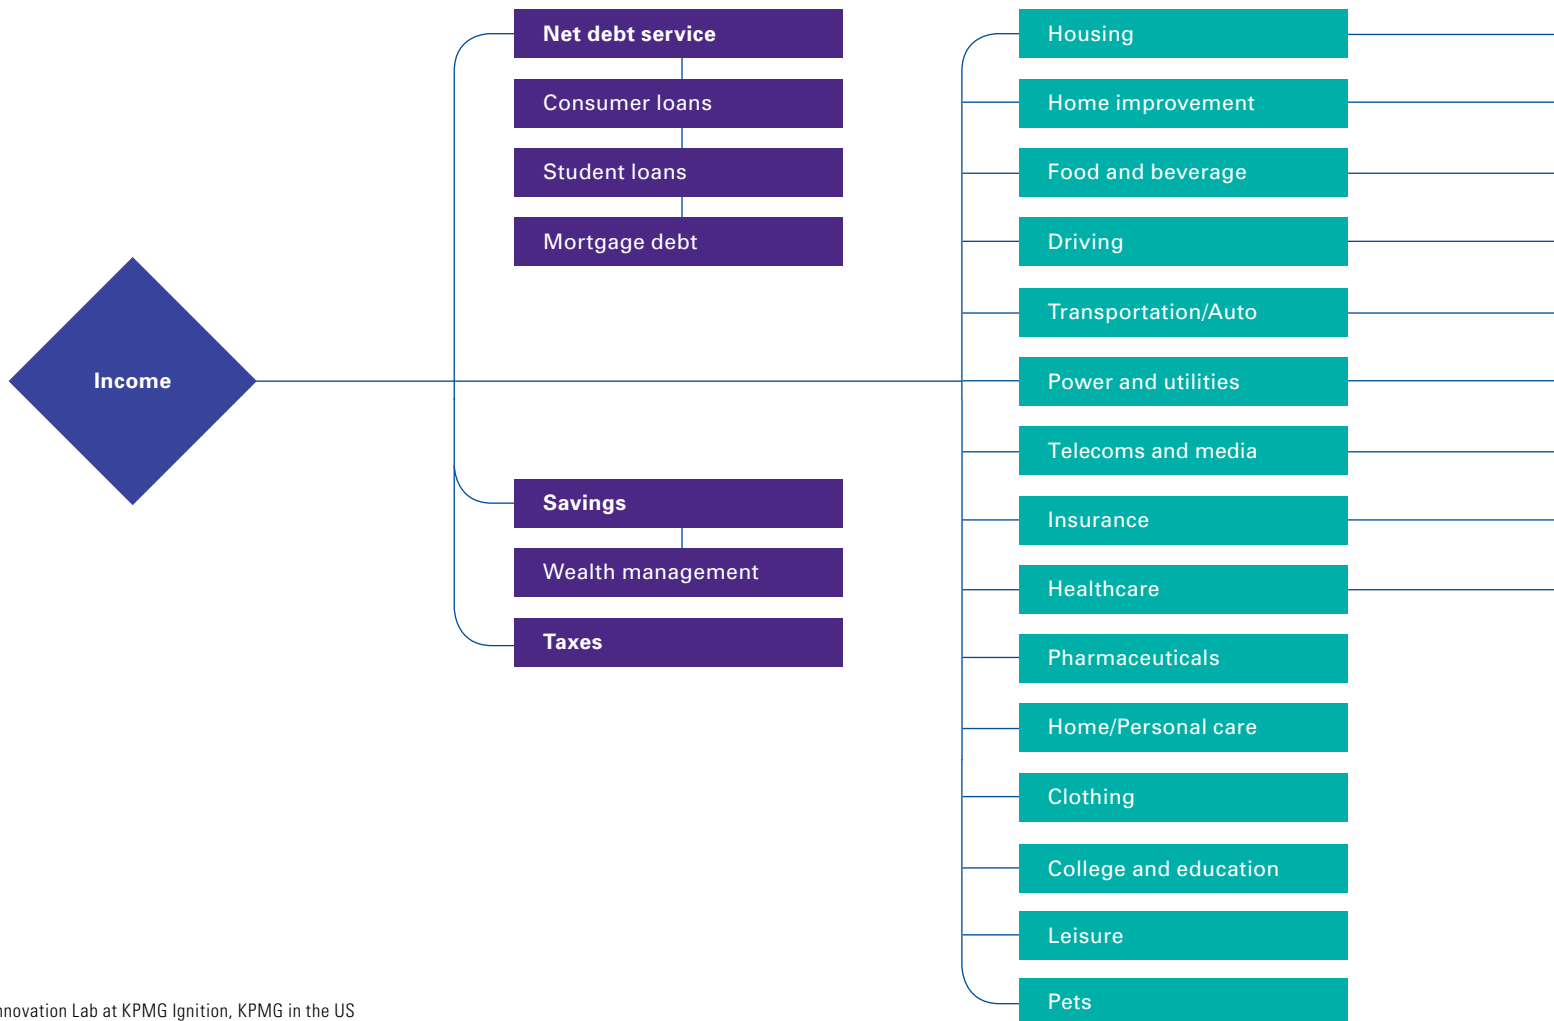 Income
Net debt service
Consumer loans
Student loans
Mortgage debt
Savings
Wealth management
Taxes
Housing
Home improvement
Food and beverage
Driving
Transportation/Auto
Power and utilities
Telecoms and media
Insurance
Healthcare
Pharmaceuticals
Home/Personal care
Clothing
College and education
Leisure
Pets
Lab at KPMG Ignition, KPMG in the US